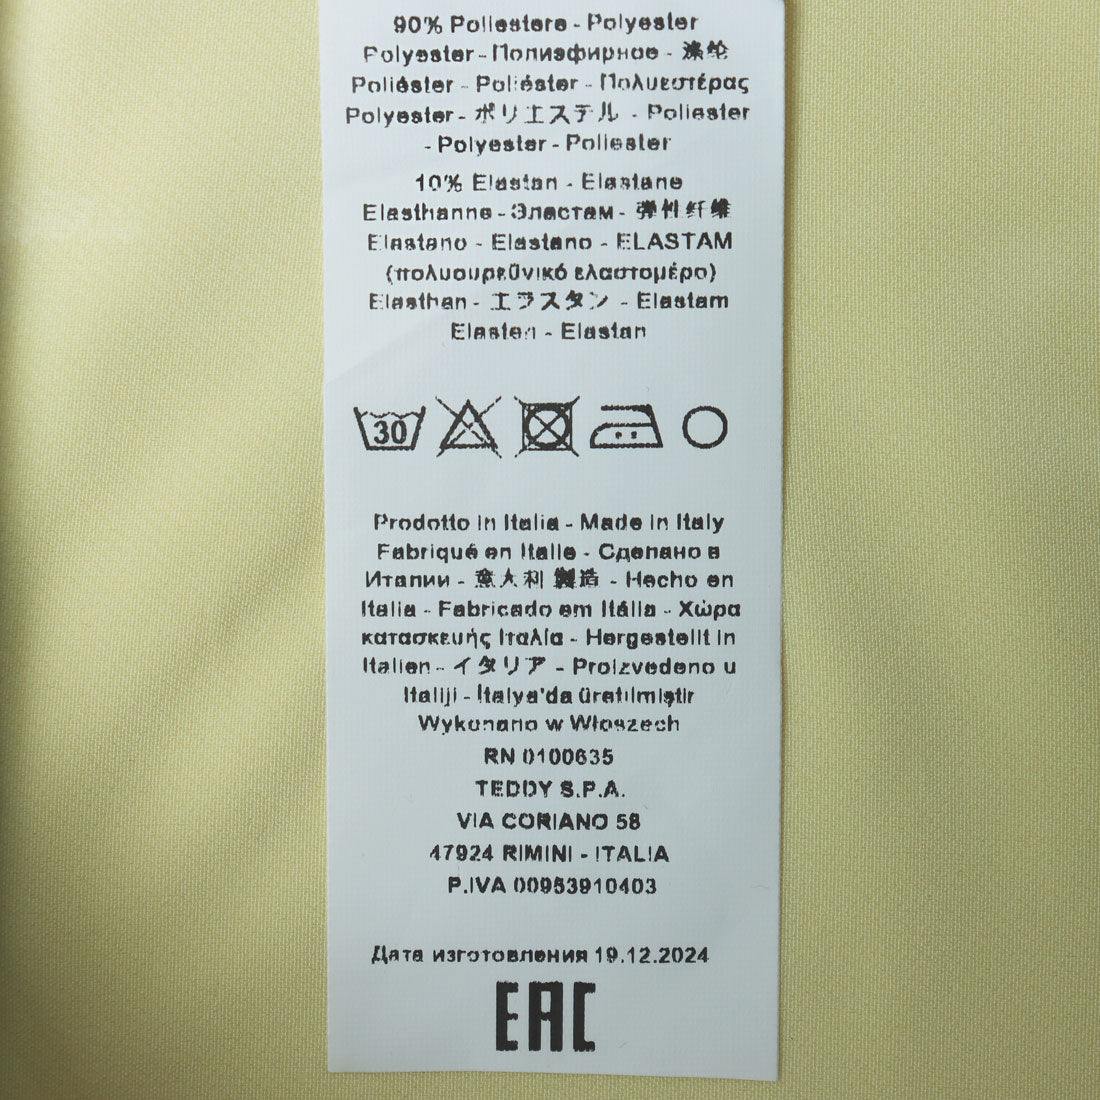 90% Poliestere - Polyester
Polyester - Полиэфирное - 涤纶
Poliéster - Poliéster - Πολυεστέρας
Polyester - ポリエステル - Poliester
- Polyester - Poliester
10% Elastan - Elastane
Elasthanne - Эластам - 弹性纤维
Elastano - Elastano - ELASTAM
(πολυουρεϋνικό ελαστομέρο)
Elasthan - エラスタン - Elastam
Elasten - Elastan
30
Prodotto in Italia - Made in Italy
Fabriqué en Italie - Сделано в
Италии - 意大利 製造 - Hecho en
Italia - Fabricado em Itália - Χώρα
κατασκευής Ιταλία - Hergestellt in
Italien - イタリア - Proizvedeno u
Italiji - İtalya'da üretilmiştir
Wykonano w Włoszech
RN 0100635
TEDDY S.P.A.
VIA CORIANO 58
47924 RIMINI - ITALIA
P.IVA 00953910403
Дата изготовления 19.12.2024
EAC